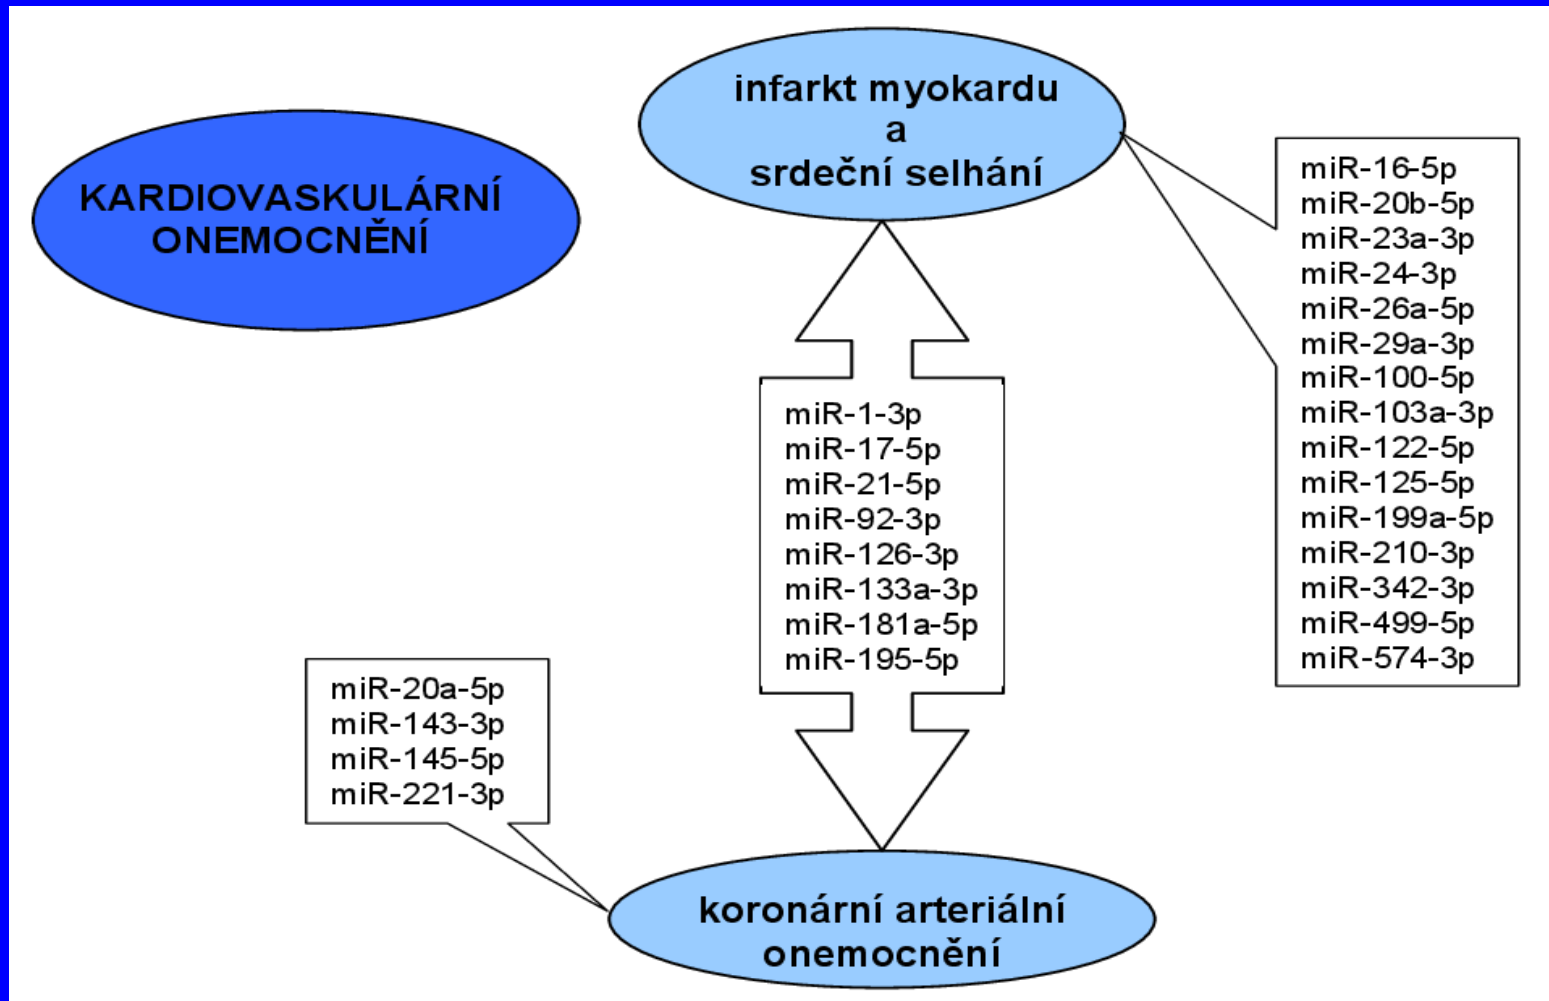 KARDIOVASKULÁRNÍ
ONEMOCNĚNÍ
infarkt myokardu
a
srdeční selhání
miR-16-5p
miR-20b-5p
miR-23a-3p
miR-24-3p
miR-26a-5p
miR-29a-3p
miR-100-5p
miR-103a-3p
miR-122-5p
miR-125-5p
miR-199a-5p
miR-210-3p
miR-342-3p
miR-499-5p
miR-574-3p
miR-1-3p
miR-17-5p
miR-21-5p
miR-92-3p
miR-126-3p
miR-133a-3p
miR-181a-5p
miR-195-5p
miR-20a-5p
miR-143-3p
miR-145-5p
miR-221-3p
koronární arteriální
onemocnění